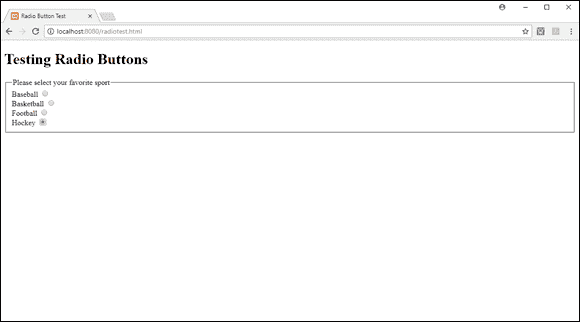 Radio Button Test
localhost:8080/radiotest.html
Testing Radio Buttons
Please select your favorite sport
Baseball
Basketball
Football
Hockey